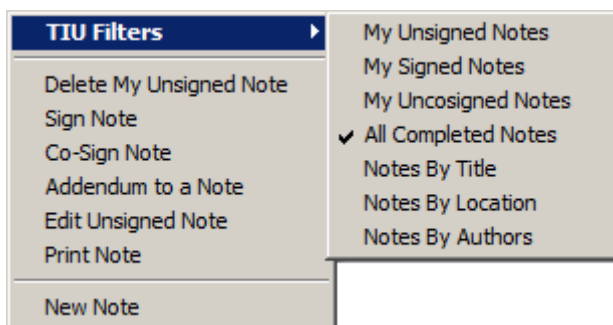 TIU Filters
Delete My Unsigned Note
Sign Note
Co-Sign Note
Addendum to a Note
Edit Unsigned Note
Print Note
New Note
My Unsigned Notes
My Signed Notes
My Uncosigned Notes
All Completed Notes
Notes By Title
Notes By Location
Notes By Authors